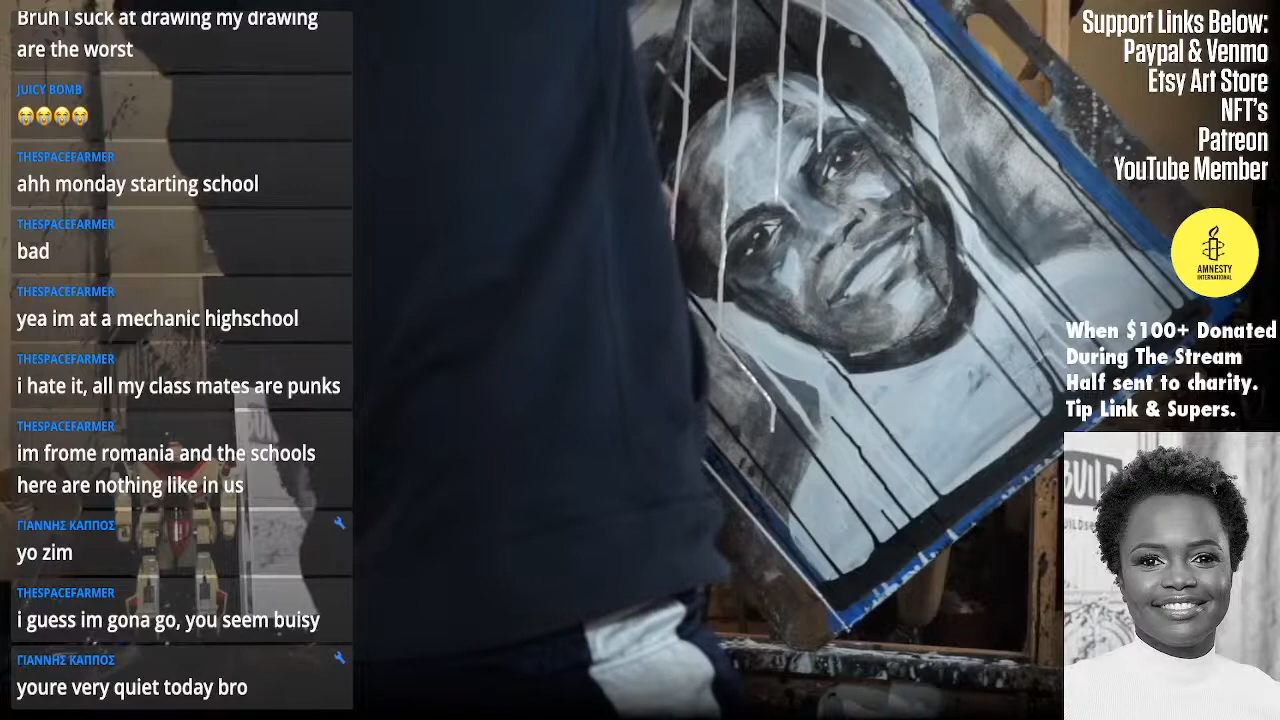 Bruh I suck at drawing my drawing
are the worst
JUICY BOMB
THESPACEFARMER
ahh monday starting school
THESPACEFARMER
bad
THESPACEFARMER
yea im at a mechanic highschool
THESPACEFARMER
i hate it, all my class mates are punks
THESPACEFARMER
im frome romania and the schools
here are nothing like in us
ΓΙΑΝΝΗΣ ΚΑΠΠΟΣ
yo zim
THESPACEFARMER
i guess im gona go, you seem buisy
ΓΙΑΝΝΗΣ ΚΑΠΠΟΣ
youre very quiet today bro
Support Links Below:
Paypal & Venmo
Etsy Art Store
NFT's
Patreon
YouTube Member
AMNESTY
INTERNATIONAL
When $100+ Donated
During The Stream
Half sent to charity.
Tip Link & Supers.
BUILD